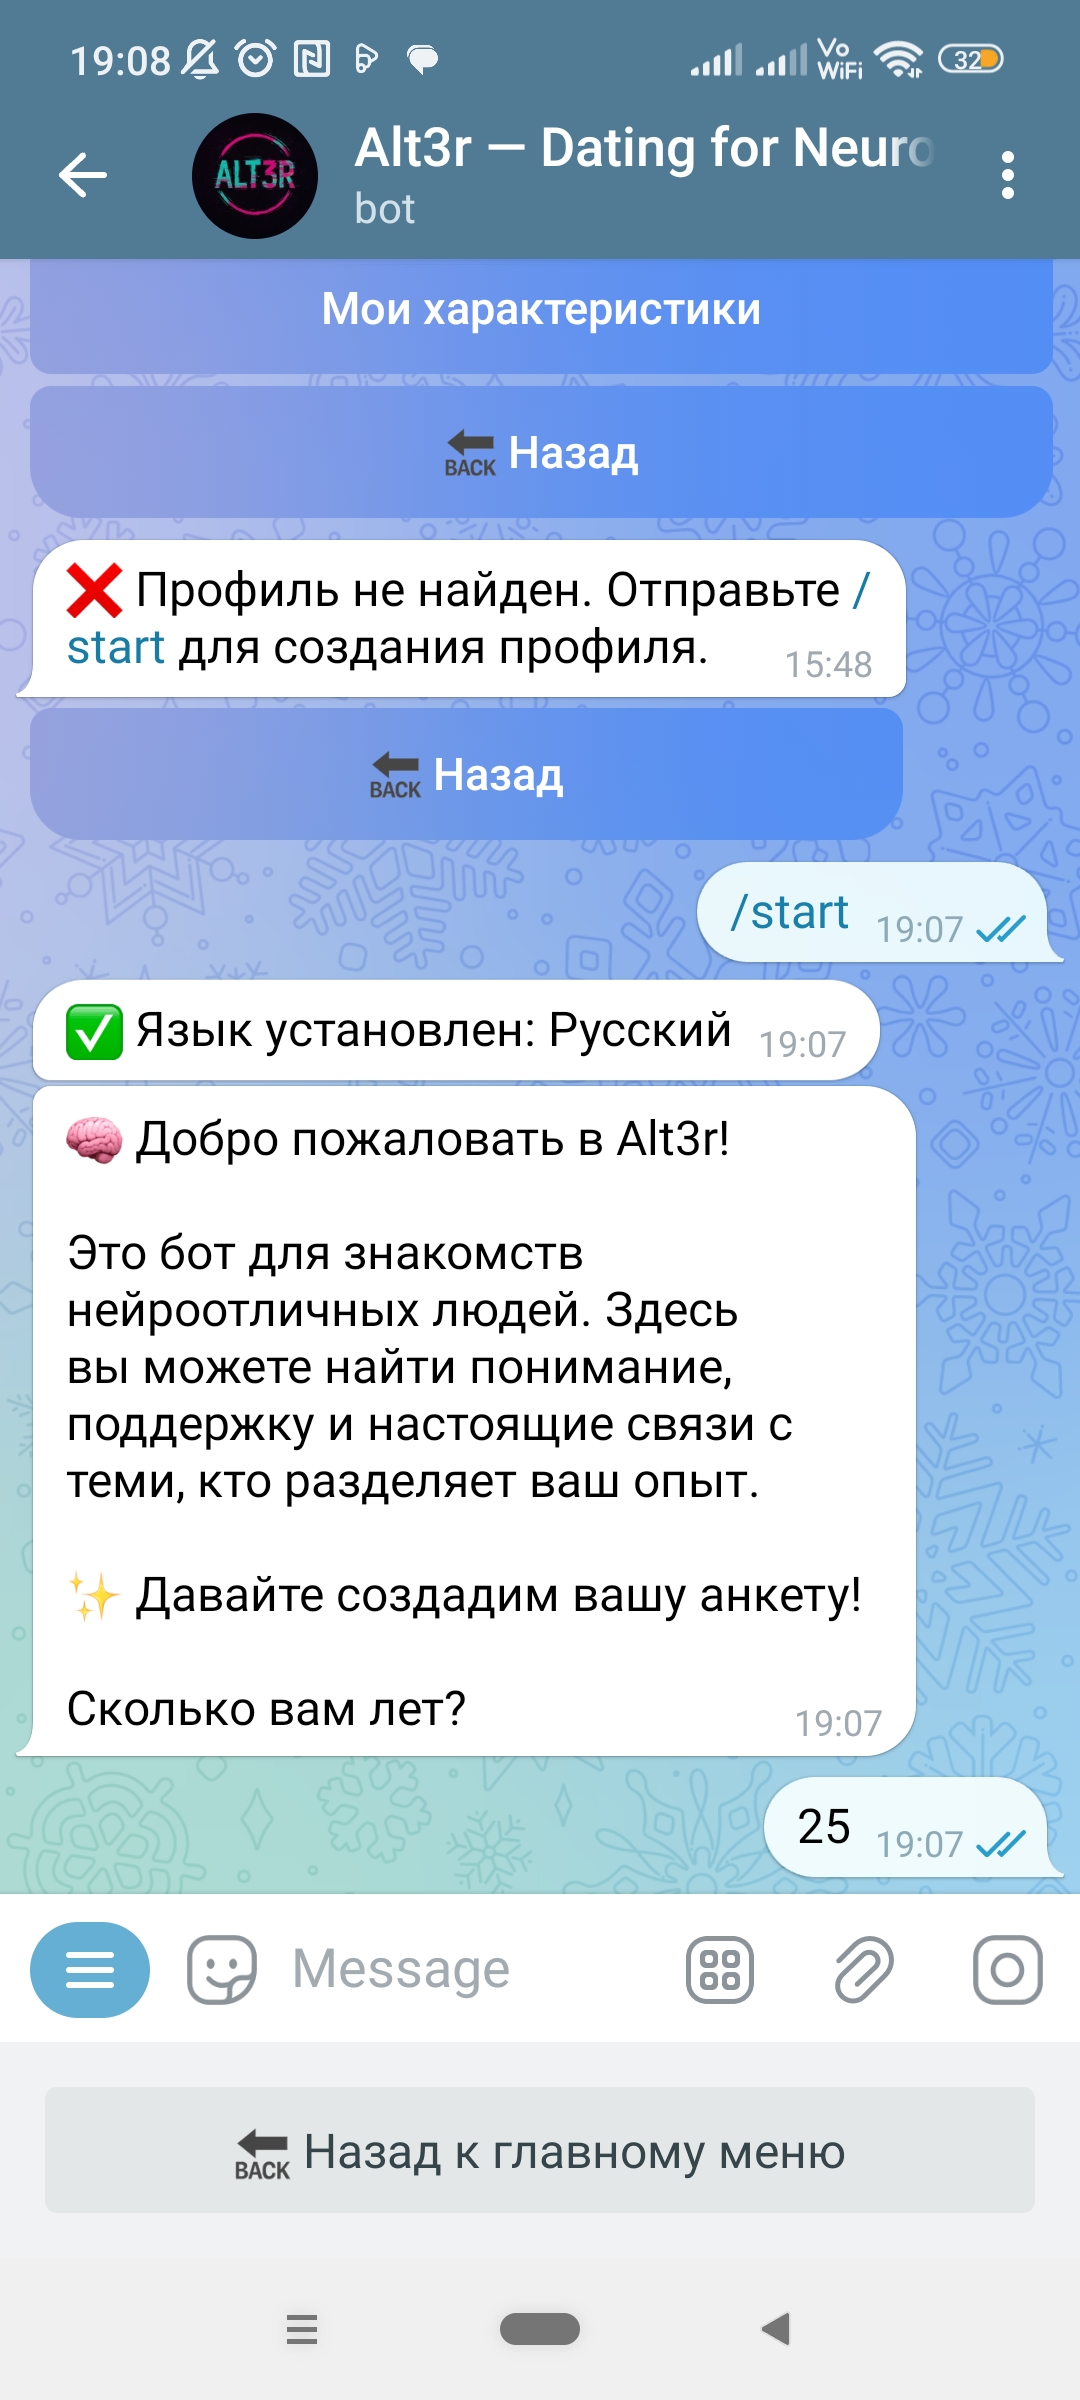 19:08
Vo
WiFi
32
ALT3R
Alt3r — Dating for Neuro
bot
Мои характеристики
BACK Назад
❌ Профиль не найден. Отправьте /
start для создания профиля.
15:48
BACK Назад
/start
19:07
✅ Язык установлен: Русский
19:07
🧠 Добро пожаловать в Alt3r!
Это бот для знакомств
нейроотличных людей. Здесь
вы можете найти понимание,
поддержку и настоящие связи с
теми, кто разделяет ваш опыт.
✨ Давайте создадим вашу анкету!
Сколько вам лет?
19:07
25
19:07
Message
BACK Назад к главному меню